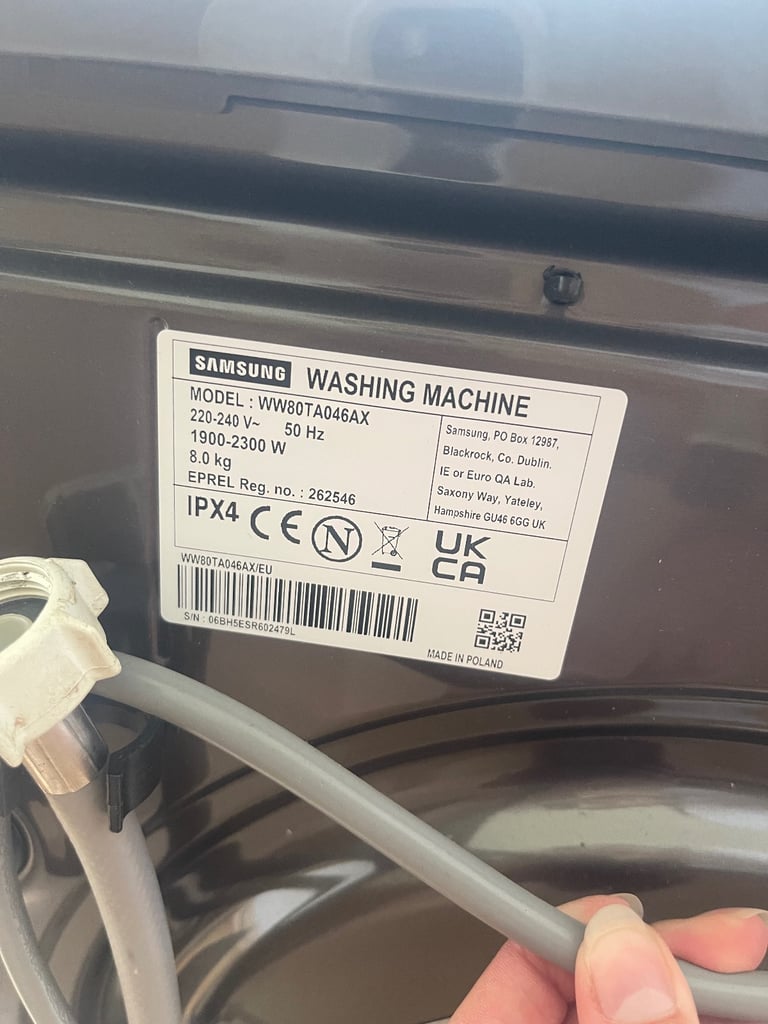 SAMSUNG WASHING MACHINE
MODEL : WW80TA046AX
220-240 V~ 50 Hz
1900-2300 W
8.0 kg
EPREL Reg. no. : 262546
Samsung, PO Box 12987,
Blackrock, Co. Dublin.
IE or Euro QA Lab.
Saxony Way, Yateley,
Hampshire GU46 6GG UK
IPX4 CE N UK
CA
WW80TA046AX/EU
S/N : 06BH5ESR602479L
MADE IN POLAND